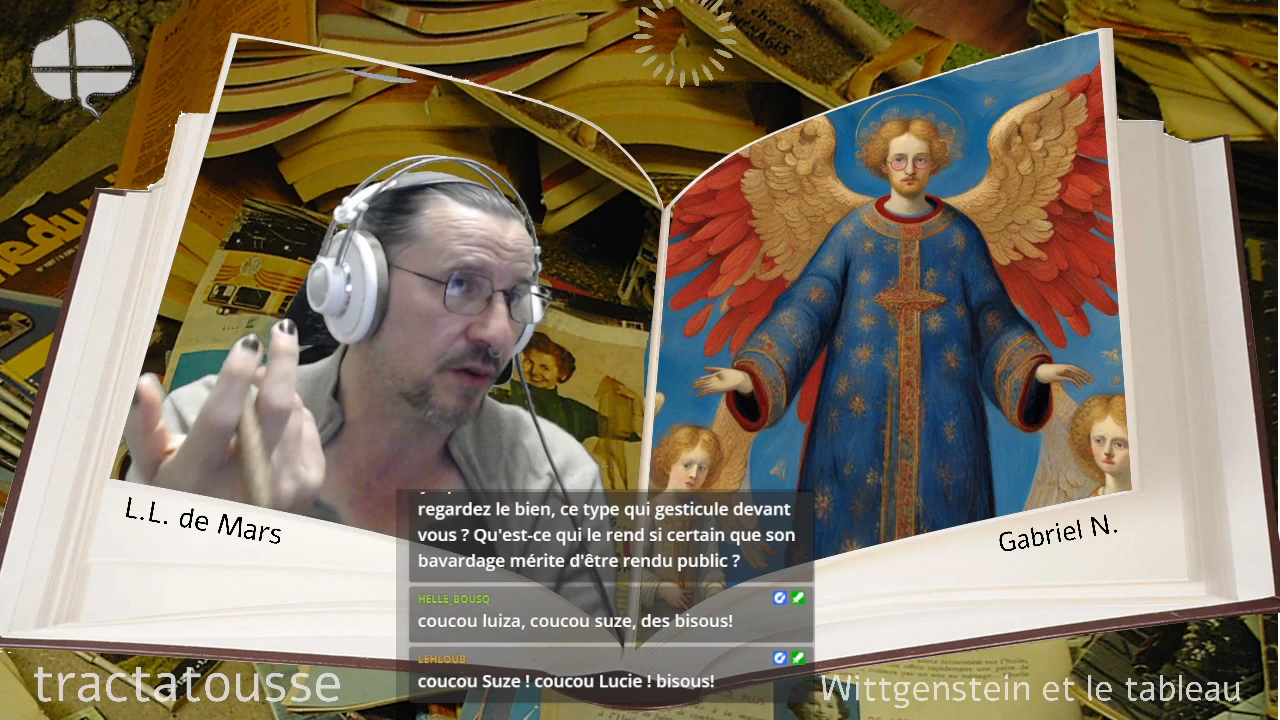 L.L. de Mars
Gabriel N.
regardez le bien, ce type qui gesticule devant
vous ? Qu'est-ce qui le rend si certain que son
bavardage mérite d'être rendu public ?
HELLE_BOUSQ
coucou luiza, coucou suze, des bisous!
LEHLOUB
coucou Suze ! coucou Lucie ! bisous!
tractatousse
Wittgenstein et le tableau